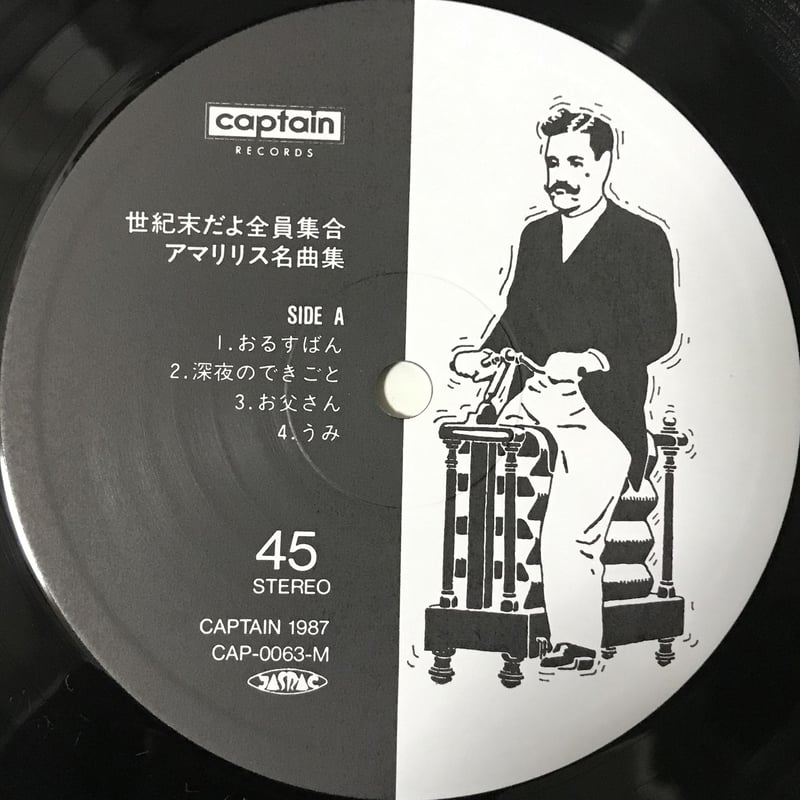 captain
RECORDS
世紀末だよ全員集合
アマリリス名曲集
SIDE A
1.おるすばん
2.深夜のできごと
3.お父さん
4.うみ
45
STEREO
CAPTAIN 1987
CAP-0063-M
JASRAC